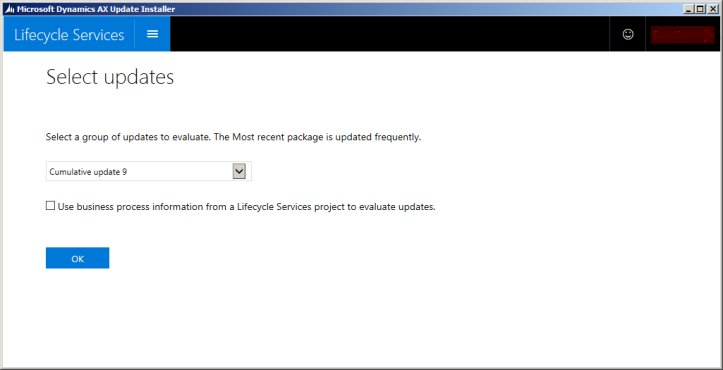 Microsoft Dynamics AX Update Installer
Lifecycle Services
Select updates
Select a group of updates to evaluate. The Most recent package is updated frequently.
Cumulative update 9
Use business process information from a Lifecycle Services project to evaluate updates.
OK